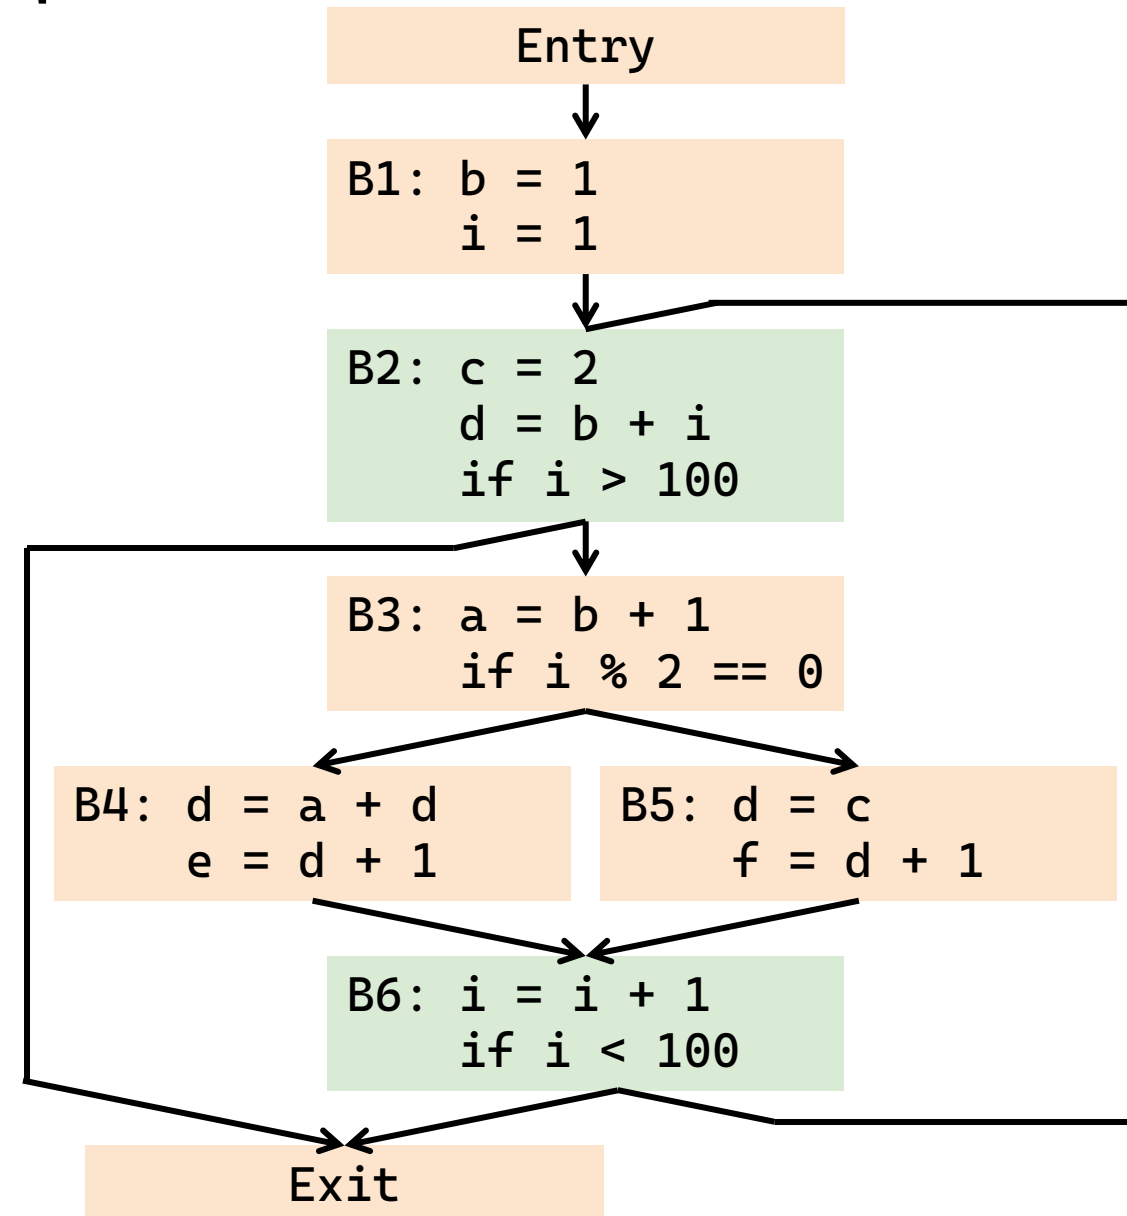 Entry
B1: b = 1
i = 1
B2: c = 2
d = b + i
if i > 100
B3: a = b + 1
if i % 2 == 0
B4: d = a + d
e = d + 1
B5: d = c
f = d + 1
B6: i = i + 1
if i < 100
Exit